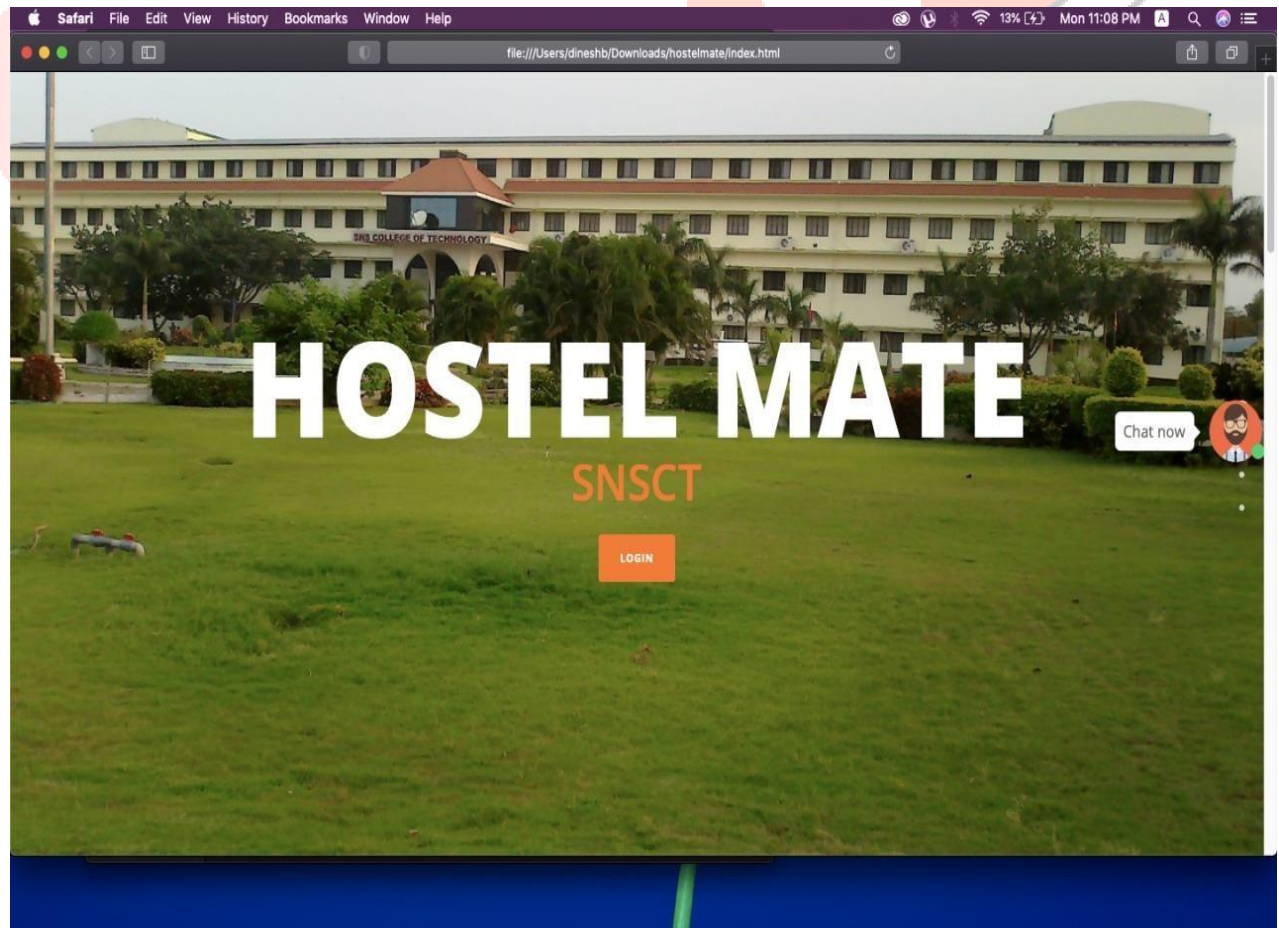 Safari File Edit View History Bookmarks Window Help 13% Mon 11:08 PM A
file:///Users/dineshb/Downloads/hostelmate/index.html
SNS COLLEGE OF TECHNOLOGY
HOSTEL MATE
Chat now
SNSCT
LOGIN